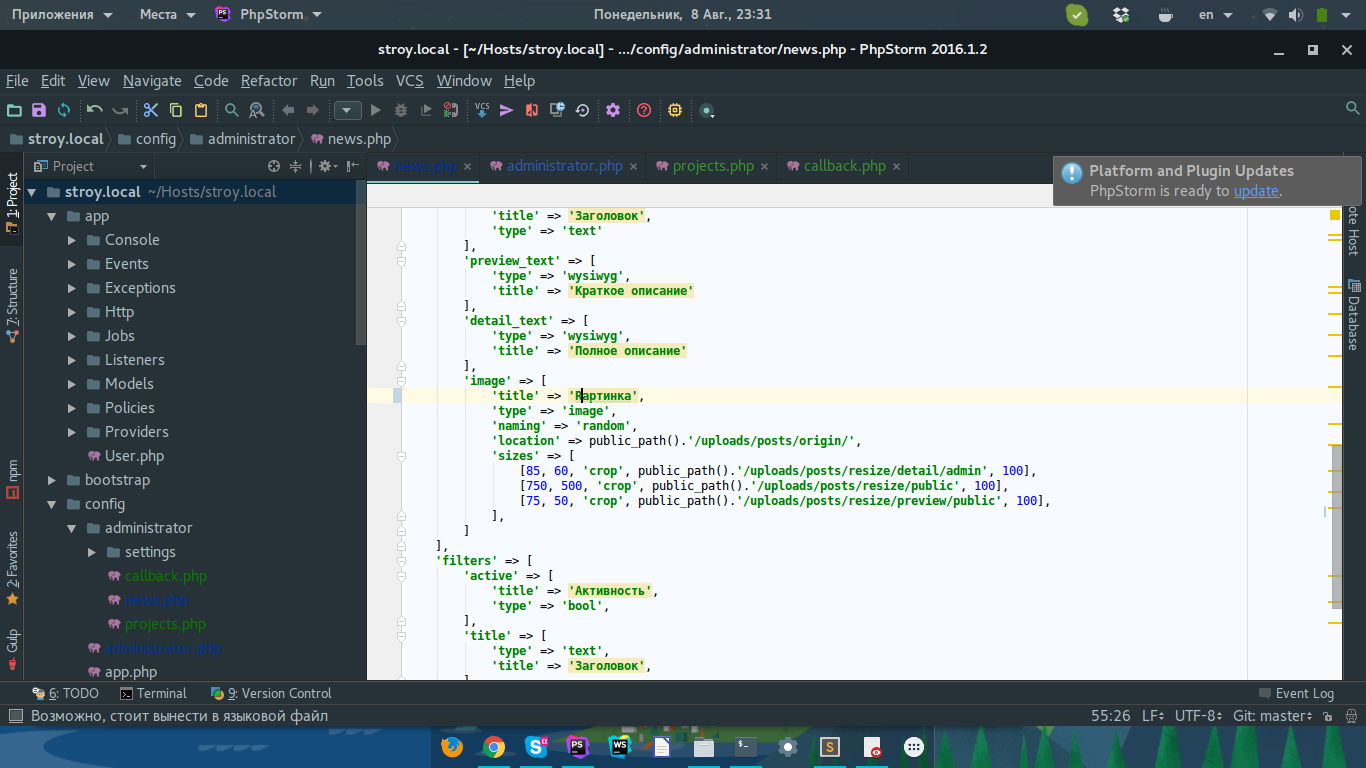 Приложения Места PhpStorm Понедельник, 8 Авг., 23:31 en
stroy.local - [~/Hosts/stroy.local] - .../config/administrator/news.php - PhpStorm 2016.1.2
File Edit View Navigate Code Refactor Run Tools VCS Window Help
VCS
stroy.local config administrator news.php
Project news.php administrator.php projects.php callback.php
Platform and Plugin Updates
PhpStorm is ready to update.
1: Project
7: Structure
npm
2: Favorites
Gulp
stroy.local ~/Hosts/stroy.local
app
Console
Events
Exceptions
Http
Jobs
Listeners
Models
Policies
Providers
User.php
bootstrap
config
administrator
settings
callback.php
news.php
projects.php
administrator.php
app.php
'title' => 'Заголовок',
'type' => 'text'
],
'preview_text' => [
'type' => 'wysiwyg',
'title' => 'Краткое описание'
],
'detail_text' => [
'type' => 'wysiwyg',
'title' => 'Полное описание'
],
'image' => [
'title' => 'Картинка',
'type' => 'image',
'naming' => 'random',
'location' => public_path().'/uploads/posts/origin/',
'sizes' => [
[85, 60, 'crop', public_path().'/uploads/posts/resize/detail/admin', 100],
[750, 500, 'crop', public_path().'/uploads/posts/resize/public', 100],
[75, 50, 'crop', public_path().'/uploads/posts/resize/preview/public', 100],
],
]
],
'filters' => [
'active' => [
'title' => 'Активность',
'type' => 'bool',
],
'title' => [
'type' => 'text',
'title' => 'Заголовок',
]
ote Host
Database
6: TODO Terminal 9: Version Control Event Log
Возможно, стоит вынести в языковой файл 55:26 LF UTF-8 Git: master
S PS WS S